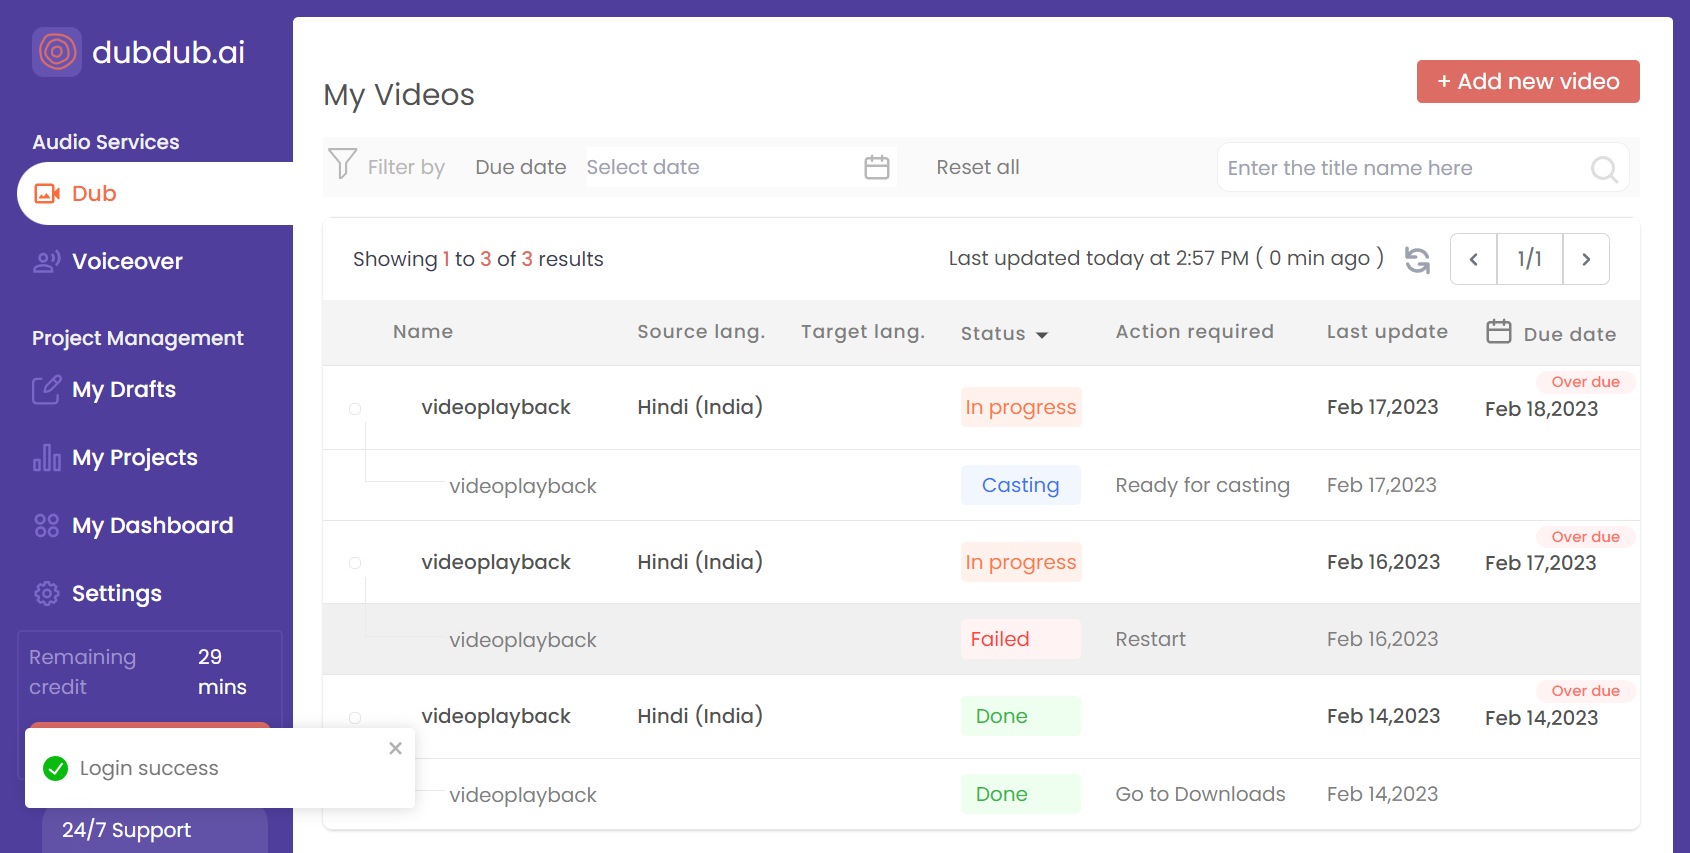 dubdub.ai
Audio Services
Dub
Voiceover
Project Management
My Drafts
My Projects
My Dashboard
Settings
Remaining credit
29 mins
Login success
24/7 Support
My Videos
+ Add new video
Filter by
Due date
Select date
Reset all
Enter the title name here
Showing 1 to 3 of 3 results
Last updated today at 2:57 PM ( 0 min ago )
1/1
Name Source lang. Target lang. Status Action required Last update Due date
Over due
videoplayback Hindi (India) In progress Feb 17,2023 Feb 18,2023
videoplayback Casting Ready for casting Feb 17,2023
Over due
videoplayback Hindi (India) In progress Feb 16,2023 Feb 17,2023
videoplayback Failed Restart Feb 16,2023
Over due
videoplayback Hindi (India) Done Feb 14,2023 Feb 14,2023
videoplayback Done Go to Downloads Feb 14,2023